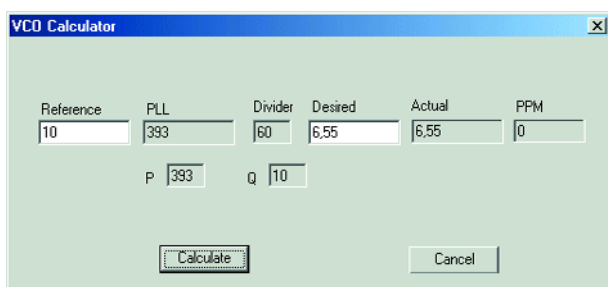 VCO Calculator
Reference PLL Divider Desired Actual PPM
10 393 60 6,55 6,55 0
P 393 Q 10
Calculate Cancel